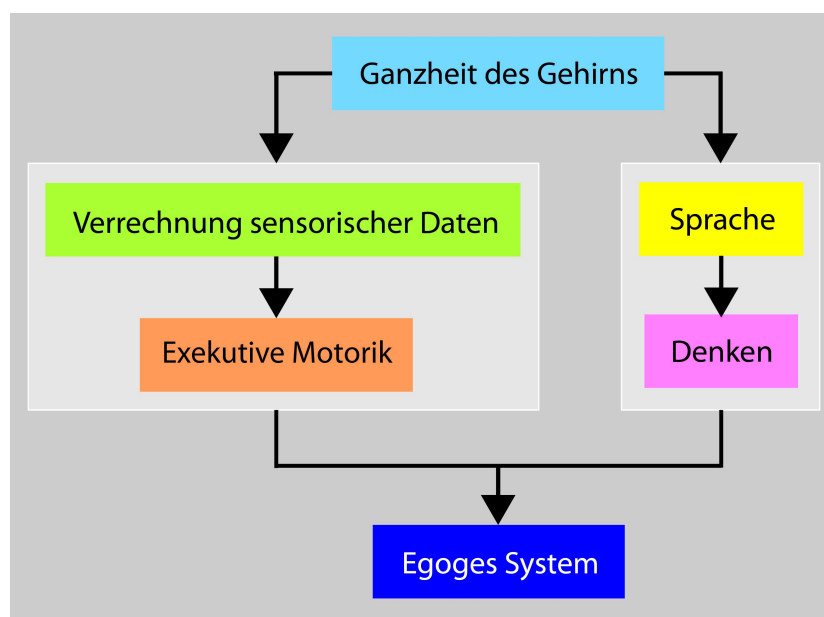 Ganzheit des Gehirns
Verrechnung sensorischer Daten
Exekutive Motorik
Sprache
Denken
Egoges System